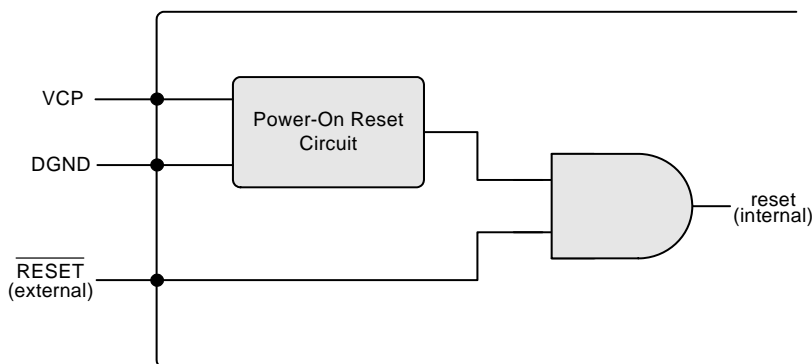 VCP
Power-On Reset
Circuit
DGND
reset
(internal)
RESET
(external)